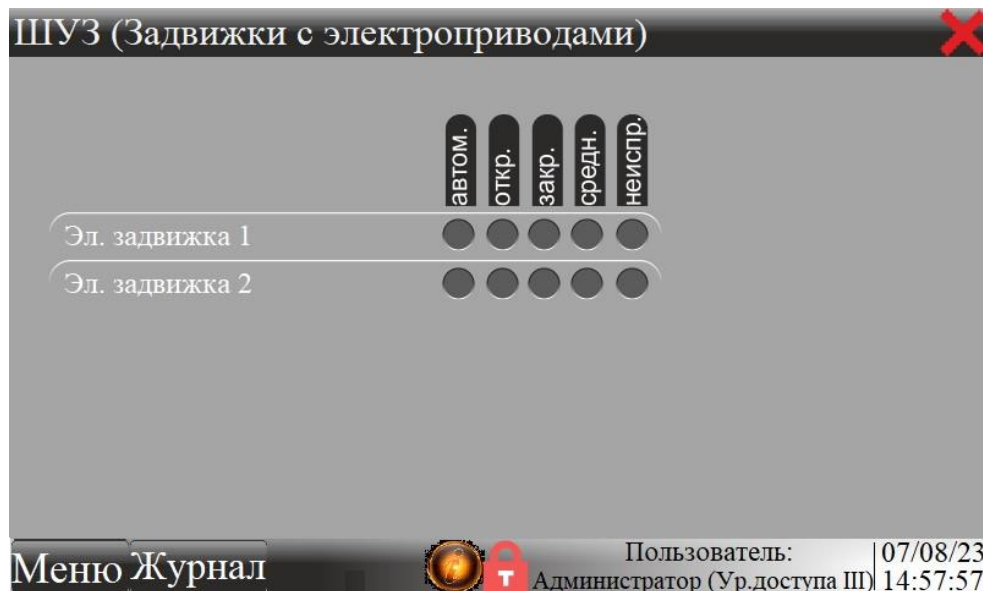 ШУЗ (Задвижки с электроприводами)
автом.
откр.
закр.
средн.
неиспр.
Эл. задвижка 1
Эл. задвижка 2
Меню Журнал
i
т
Пользователь:
Администратор (Ур.доступа III)
07/08/23
14:57:57